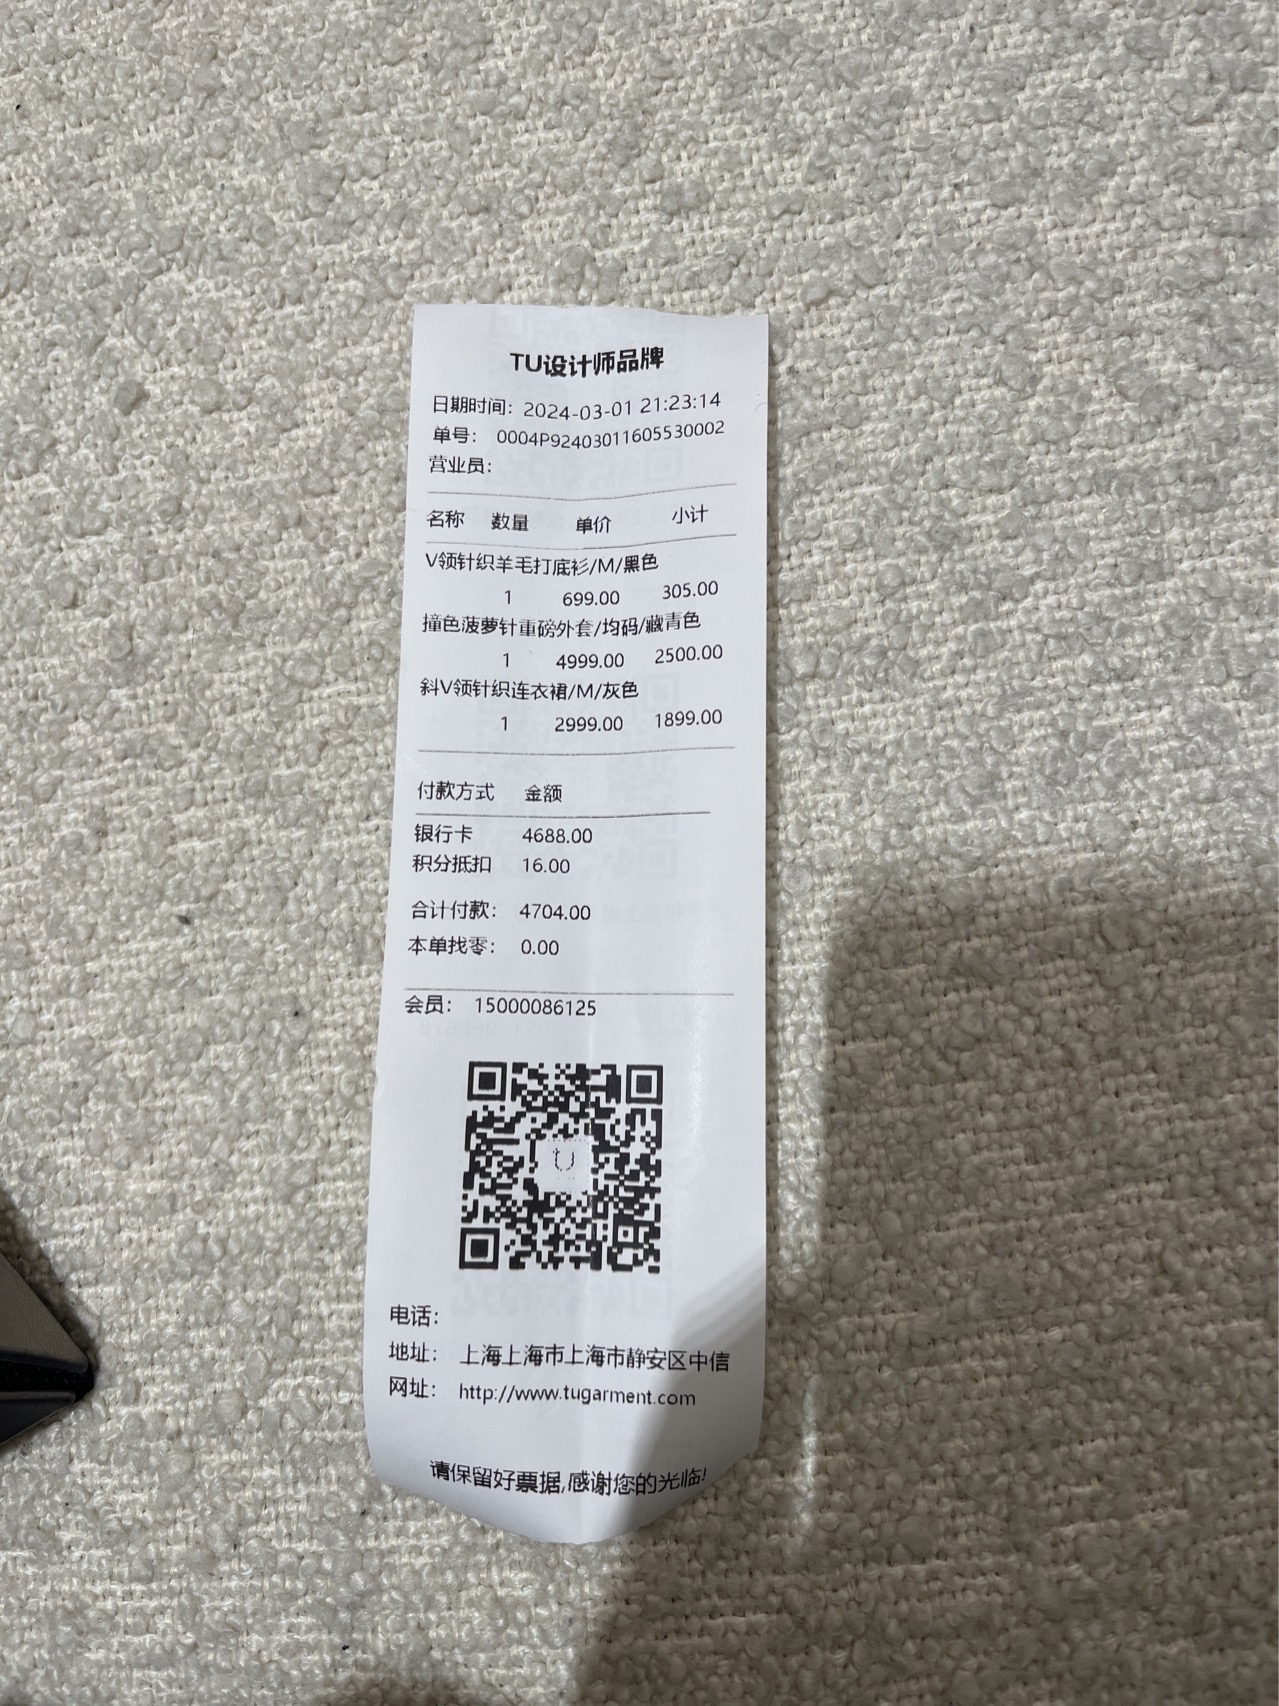 TU设计师品牌
日期时间: 2024-03-01 21:23:14
单号: 0004P92403011605530002
营业员:
名称 数量 单价 小计
V领针织羊毛打底衫/M/黑色
1 699.00 305.00
撞色菠萝针重磅外套/均码/藏青色
1 4999.00 2500.00
斜V领针织连衣裙/M/灰色
1 2999.00 1899.00
付款方式 金额
银行卡 4688.00
积分抵扣 16.00
合计付款: 4704.00
本单找零: 0.00
会员: 15000086125
U
电话:
地址: 上海上海市上海市静安区中信
网址: http://www.tugarment.com
请保留好票据,感谢您的光临!